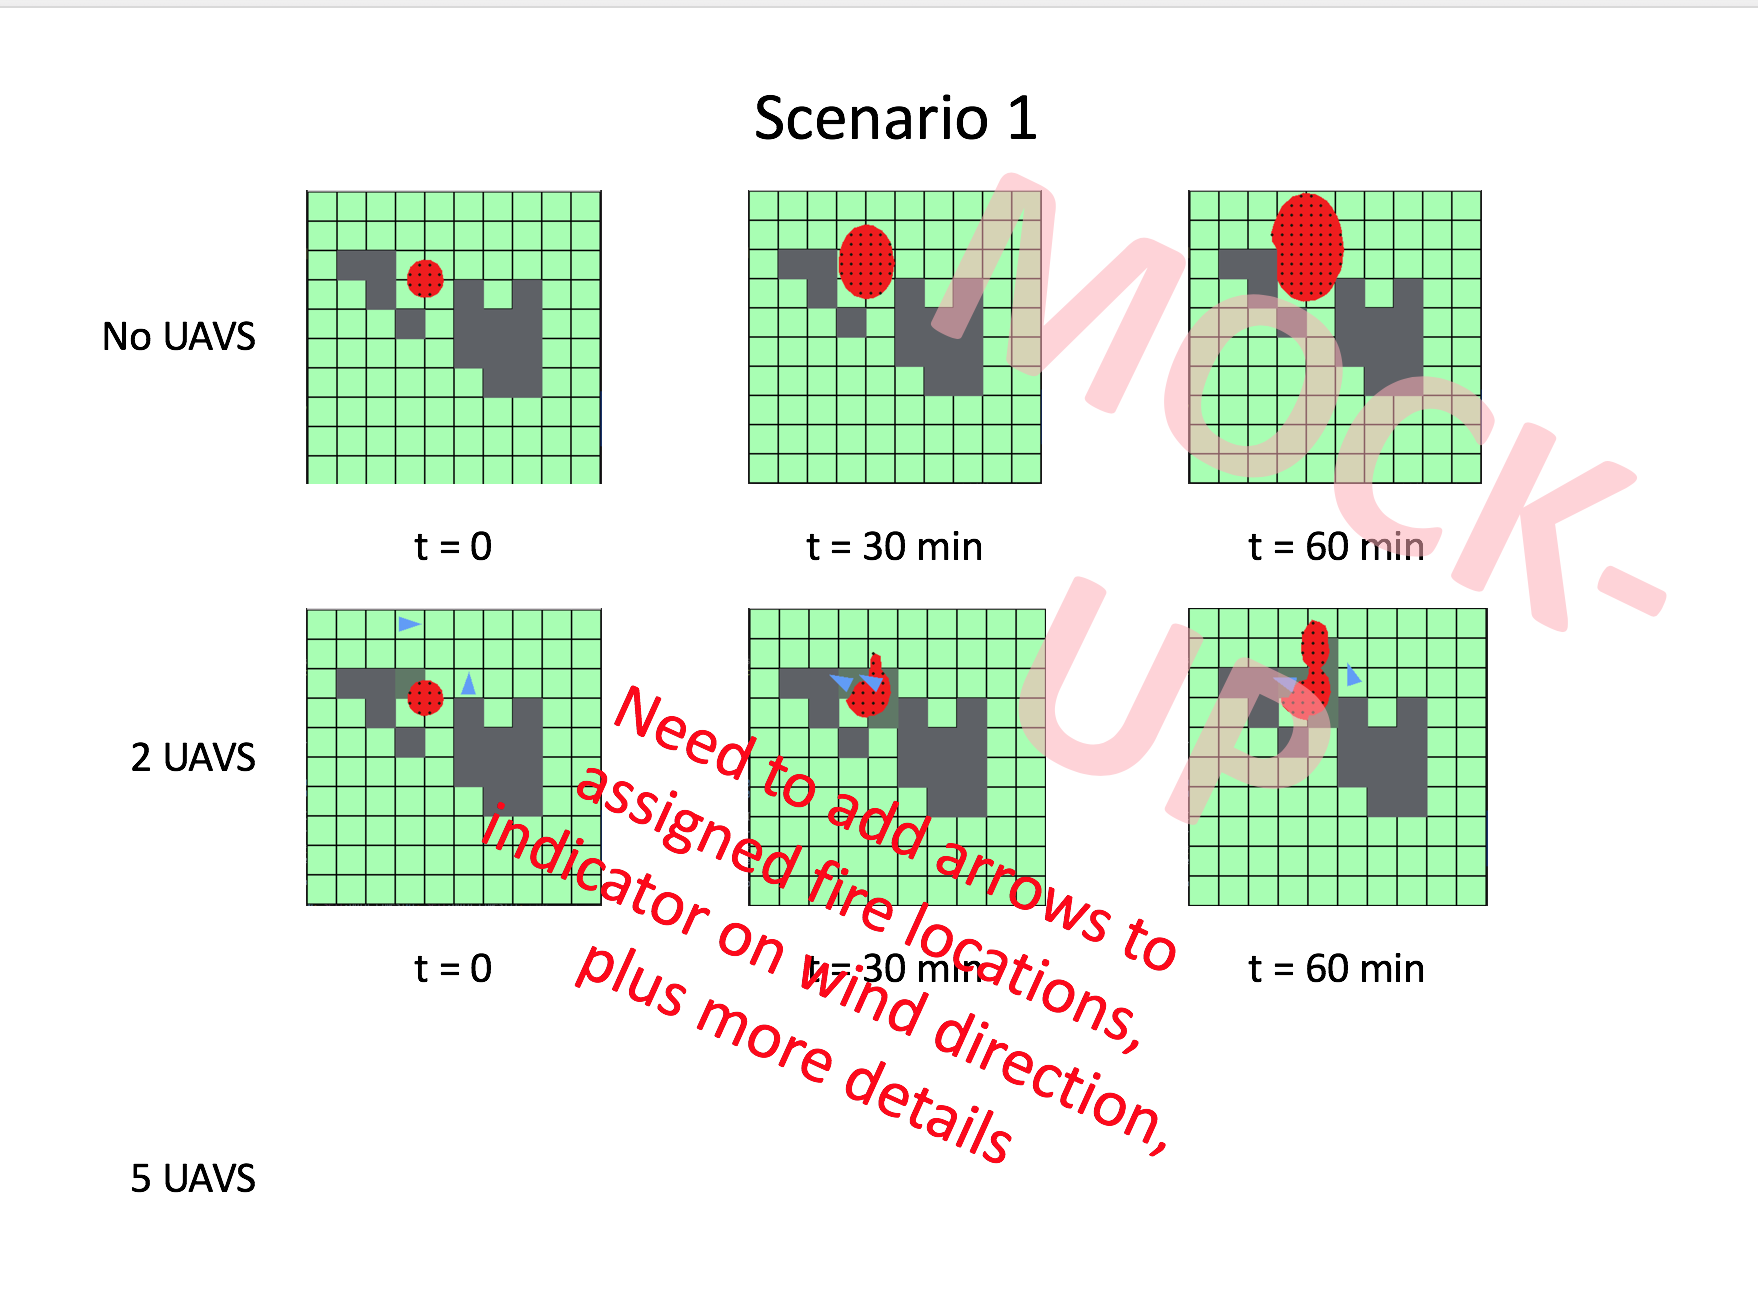 Scenario 1
No UAVS
t = 0
t = 30 min
t = 60 min
2 UAVS
t = 0
t = 30 min
t = 60 min
5 UAVS
MOCK-
UP
Need to add arrows to
assigned fire locations,
indicator on wind direction,
plus more details